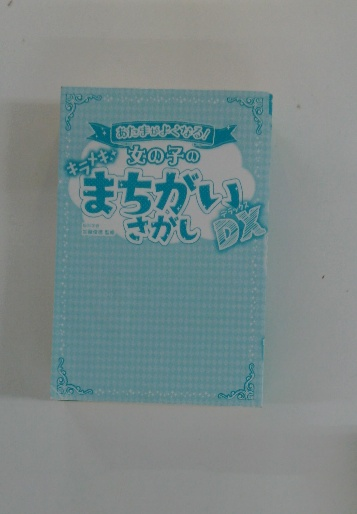 あたまがよくなる!
女の子の
キラメキ
まちがい
さがし
DX